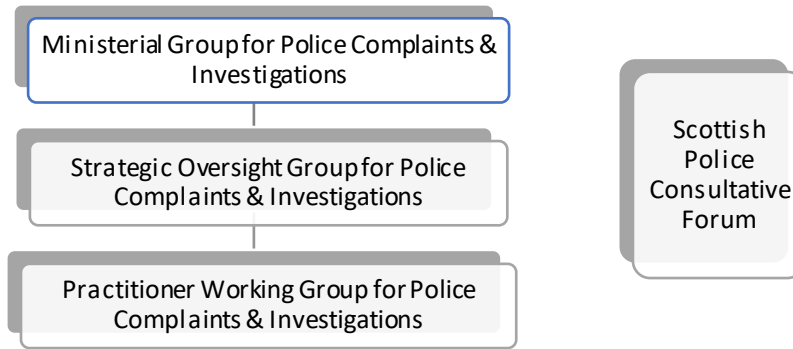 Ministerial Group for Police Complaints &
Investigations
Strategic Oversight Group for Police
Complaints & Investigations
Practitioner Working Group for Police
Complaints & Investigations
Scottish
Police
Consultative
Forum